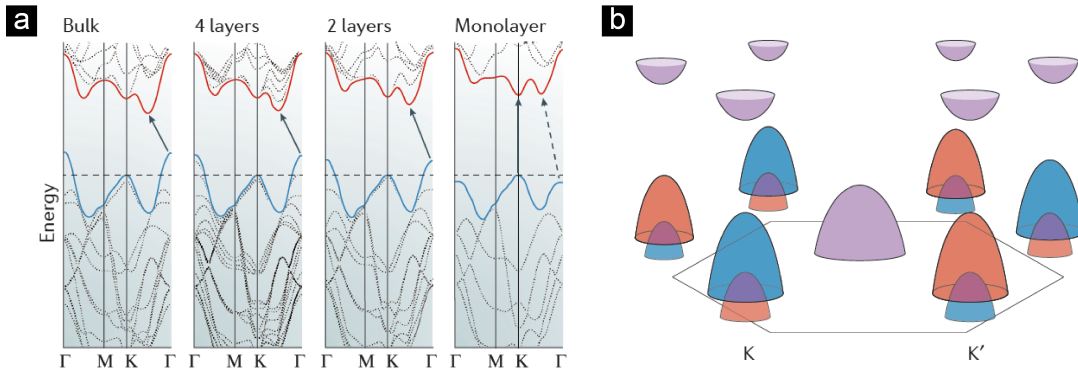 a
Bulk
4 layers
2 layers
Monolayer
Energy
Γ M K Γ
Γ M K Γ
Γ M K Γ
Γ M K Γ
b
K
K′